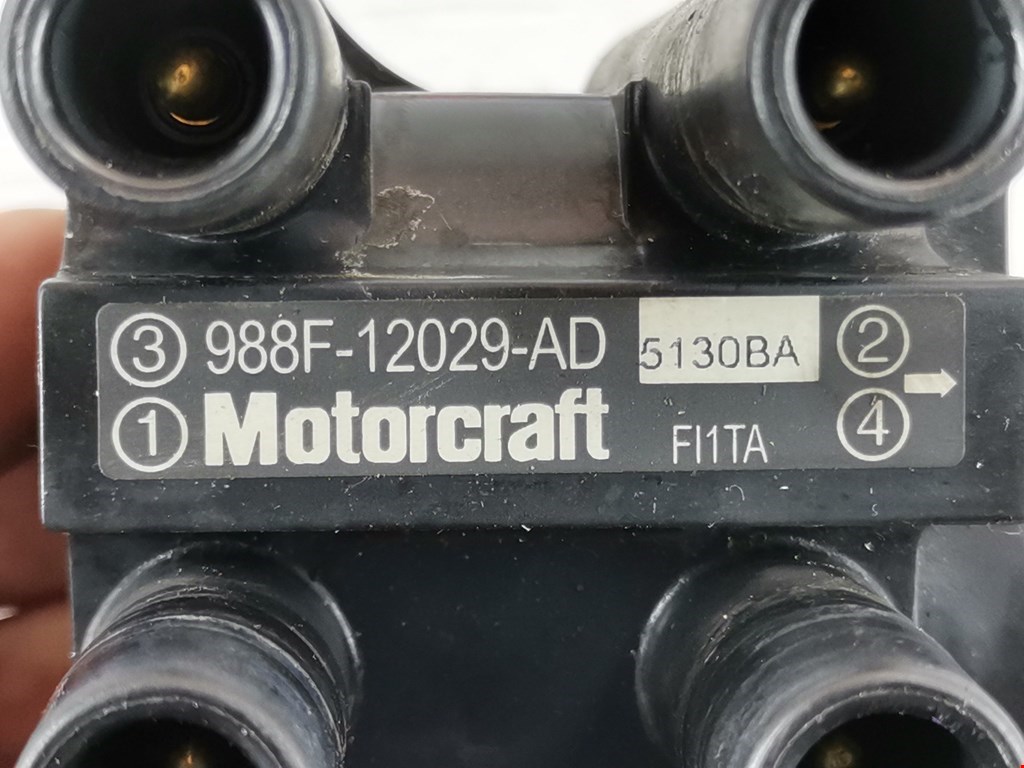 3 988F-12029-AD 5130BA 2
1 Motorcraft FI1TA 4